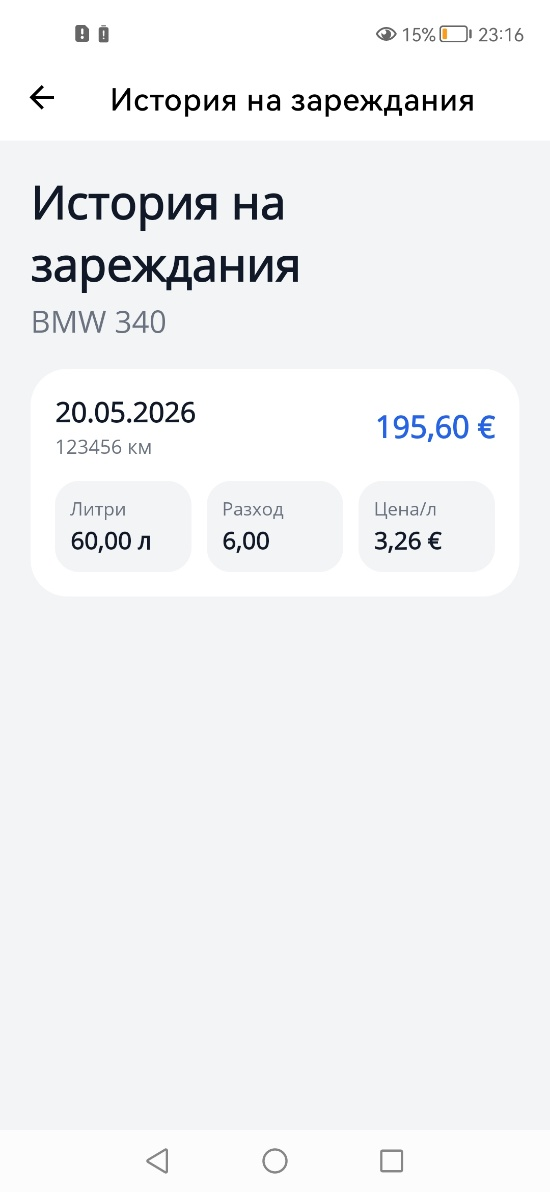 15% 23:16
История на зареждания
История на
зареждания
BMW 340
20.05.2026
195,60 €
123456 км
Литри Разход Цена/л
60,00 л 6,00 3,26 €